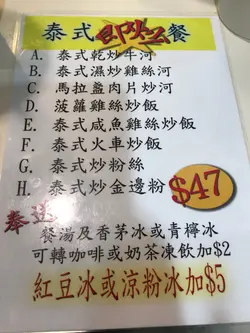 泰式即炒餐
A. 泰式乾炒牛河
B. 泰式濕炒雞絲河
C. 馬拉盞肉片炒河
D. 菠蘿雞絲炒飯
E. 泰式咸魚雞絲炒飯
F. 泰式火車炒飯
G. 泰式炒粉絲
H. 泰式炒金邊粉
$47
奉送
餐湯及香茅冰或青檸冰
可轉咖啡或奶茶凍飲加$2
紅豆冰或涼粉冰加$5